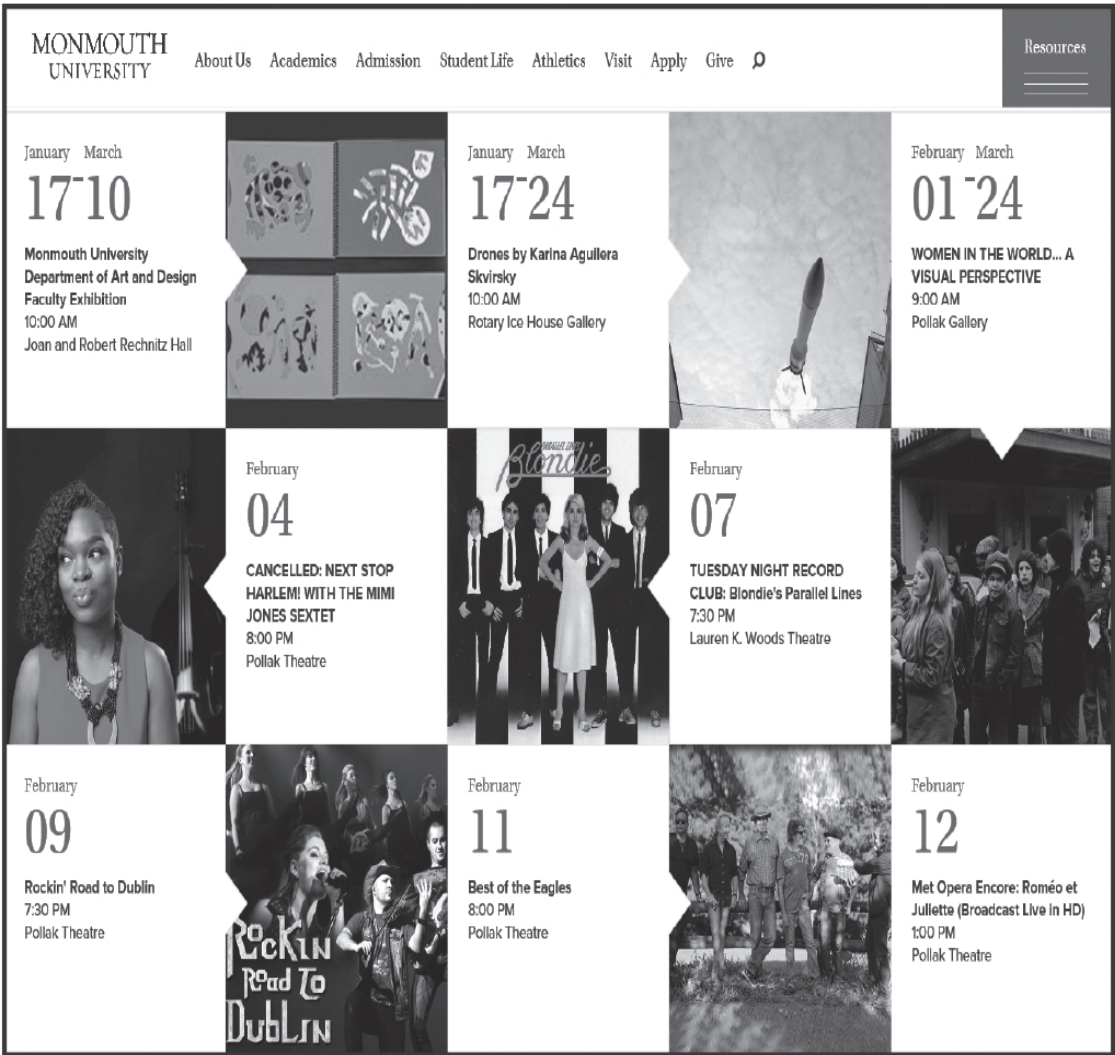 MONMOUTH
UNIVERSITY
About Us Academics Admission Student Life Athletics Visit Apply Give
Resources
January March
17-10
Monmouth University
Department of Art and Design
Faculty Exhibition
10:00 AM
Joan and Robert Rechnitz Hall
January March
17-24
Drones by Karina Aguilera
Skvirsky
10:00 AM
Rotary Ice House Gallery
February March
01-24
WOMEN IN THE WORLD... A
VISUAL PERSPECTIVE
9:00 AM
Pollak Gallery
February
04
CANCELLED: NEXT STOP
HARLEM! WITH THE MIMI
JONES SEXTET
8:00 PM
Pollak Theatre
PARALLEL LINES
Blondie
February
07
TUESDAY NIGHT RECORD
CLUB: Blondie's Parallel Lines
7:30 PM
Lauren K. Woods Theatre
February
09
Rockin' Road to Dublin
7:30 PM
Pollak Theatre
ROCKIN
ROad TO
DubLIN
February
11
Best of the Eagles
8:00 PM
Pollak Theatre
February
12
Met Opera Encore: Roméo et
Juliette (Broadcast Live in HD)
1:00 PM
Pollak Theatre